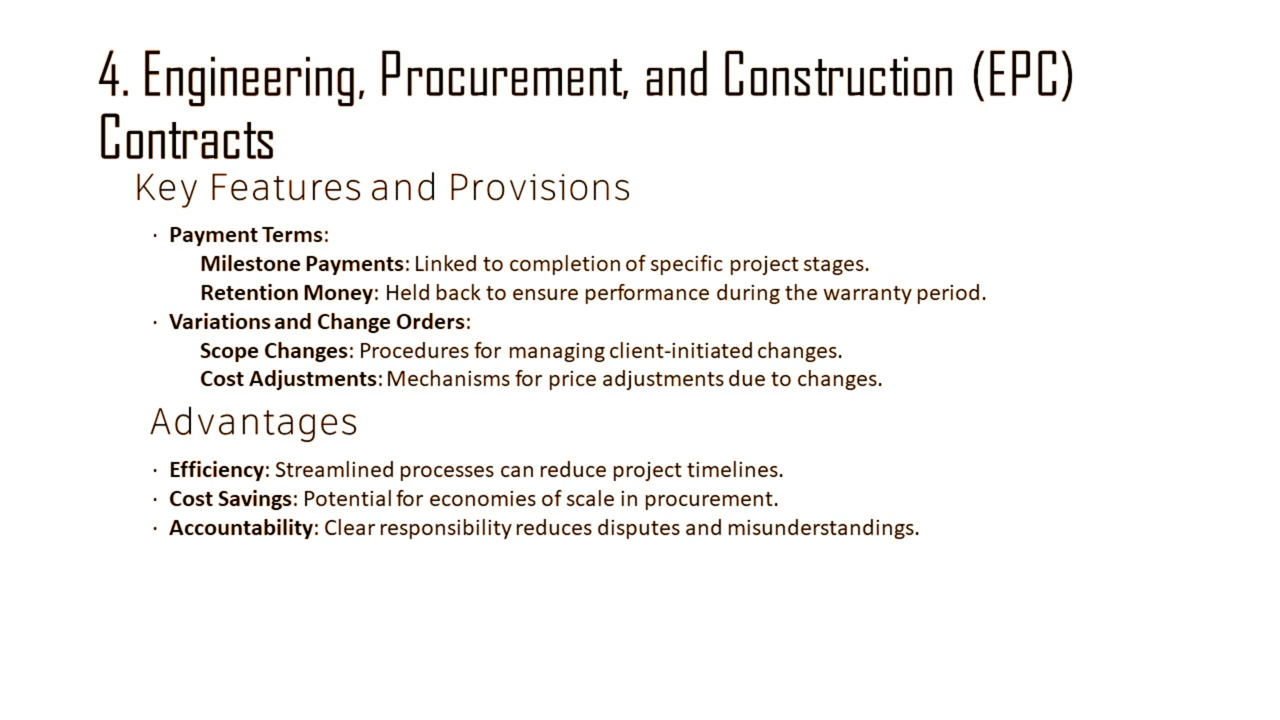 4. Engineering, Procurement, and Construction (EPC)
Contracts
Key Features and Provisions
· Payment Terms:
Milestone Payments: Linked to completion of specific project stages.
Retention Money: Held back to ensure performance during the warranty period.
· Variations and Change Orders:
Scope Changes: Procedures for managing client-initiated changes.
Cost Adjustments: Mechanisms for price adjustments due to changes.
Advantages
· Efficiency: Streamlined processes can reduce project timelines.
· Cost Savings: Potential for economies of scale in procurement.
· Accountability: Clear responsibility reduces disputes and misunderstandings.